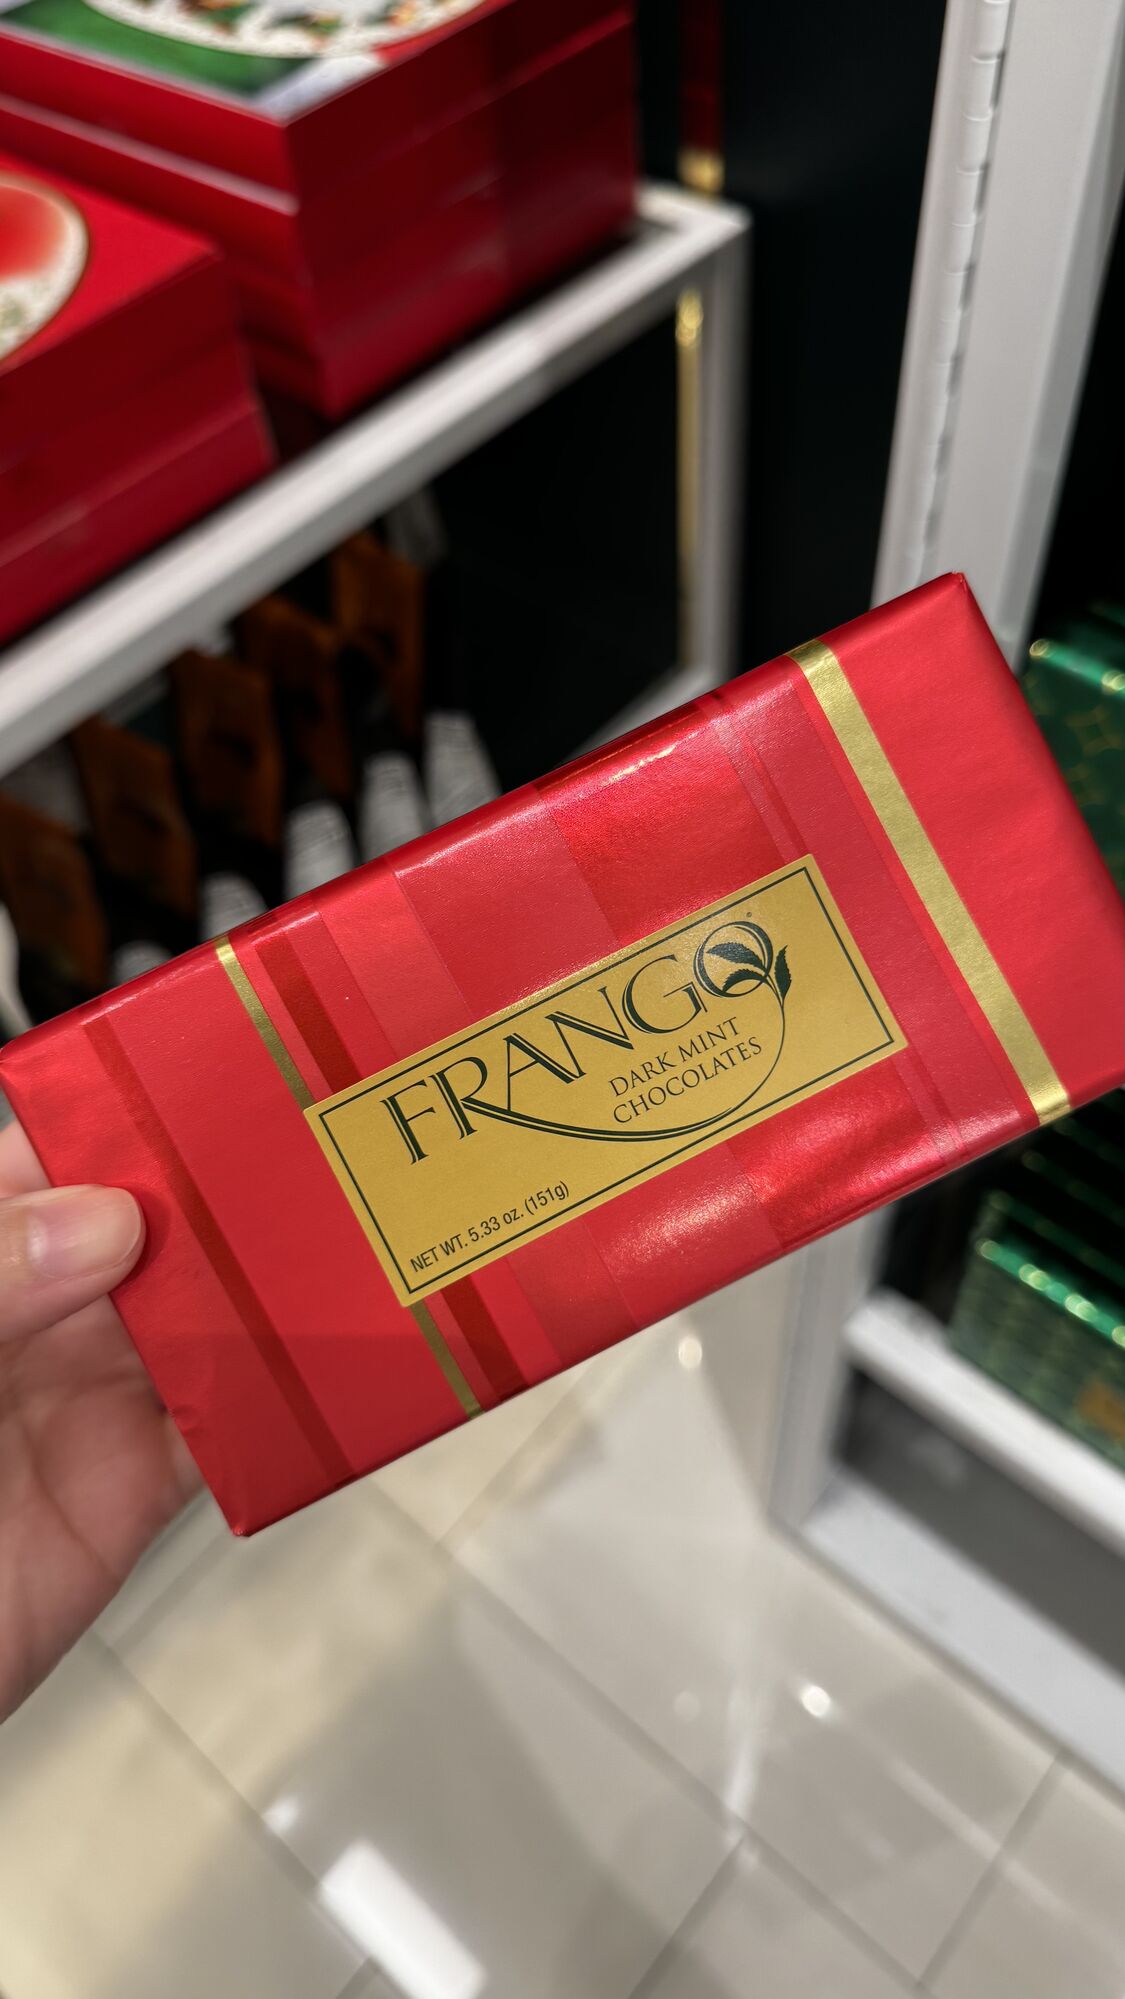 FRANGO®
DARK MINT
CHOCOLATES
NET WT. 5.33 oz. (151g)